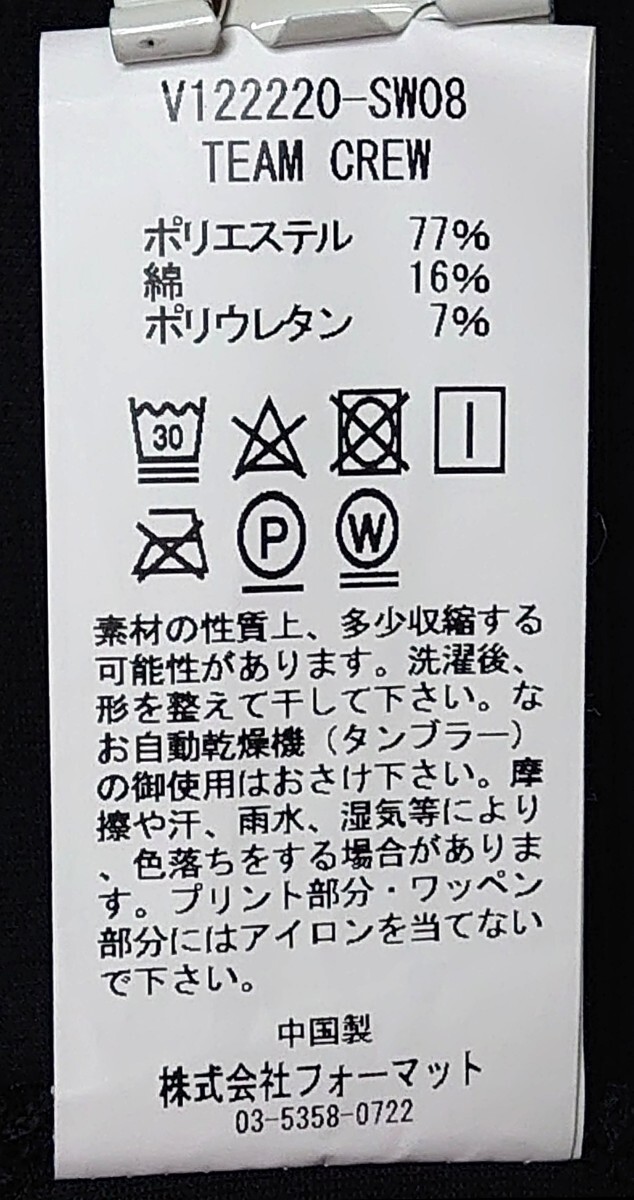 V122220-SW08
TEAM CREW
ポリエステル 77%
綿 16%
ポリウレタン 7%
30
P W
素材の性質上、多少収縮する
可能性があります。洗濯後、
形を整えて干して下さい。な
お自動乾燥機（タンブラー）
の御使用はおさけ下さい。摩
擦や汗、雨水、湿気等により
、色落ちをする場合がありま
す。プリント部分・ワッペン
部分にはアイロンを当てない
で下さい。
中国製
株式会社フォーマット
03-5358-0722